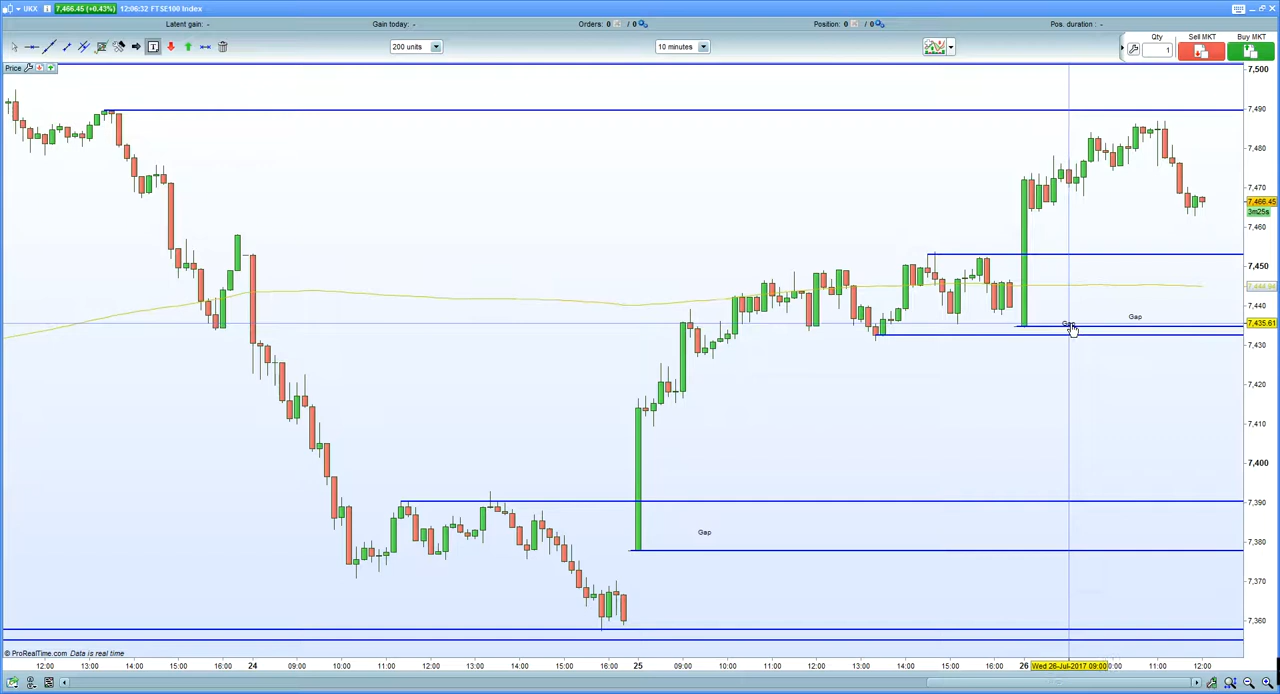 UKX 7,466.45 (+0.43%) 12:06:32 FTSE100 Index
Latent gain: - Gain today: - Orders: 0 / 0 Position: 0 / 0 Pos. duration : -
200 units 10 minutes Qty 1 Sell MKT Buy MKT
Price
7,500
7,490
7,480
7,470
7,466.45
3m25s
7,460
7,450
7,444.94
7,440
Gap
Gap
7,435.61
7,430
7,420
7,410
7,400
7,390
Gap
7,380
7,370
7,360
© ProRealTime.com Data is real time
12:00 13:00 14:00 15:00 16:00 24 09:00 10:00 11:00 12:00 13:00 14:00 15:00 16:00 25 09:00 10:00 11:00 12:00 13:00 14:00 15:00 16:00 26 Wed 26-Jul-2017 09:00 0:00 11:00 12:00